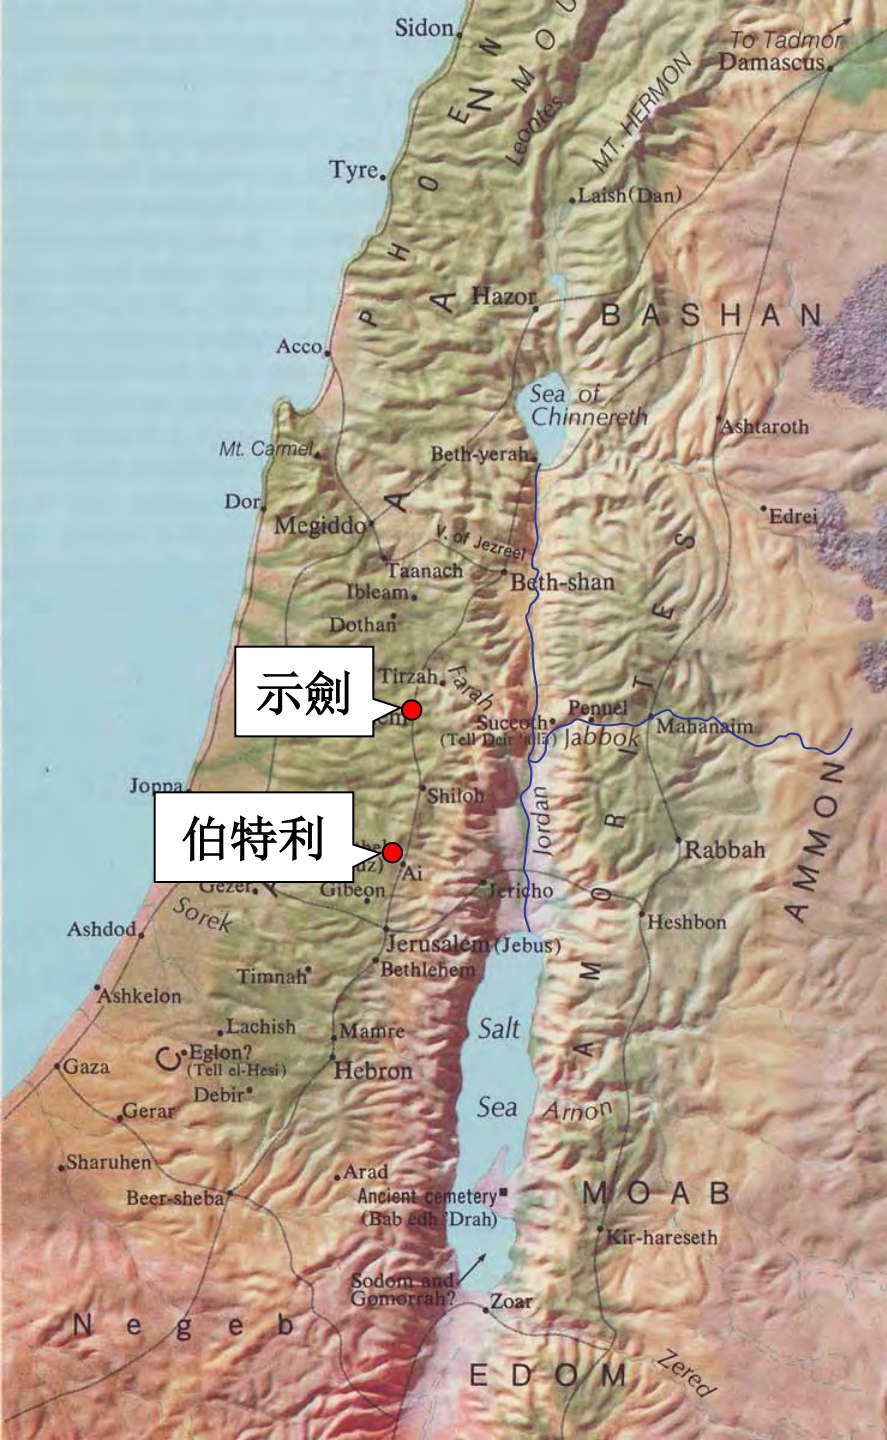 Sidon
To Tadmor
Damascus
MT. HERMON
Leontes
Tyre
Laish(Dan)
PHOENN
MOU
Hazor
BASHAN
A
Acco
Sea of
Chinnereth
Ashtaroth
Mt. Carmel
Beth-yerah
Dor
Megiddo
A
Edrei
V. of Jezreel
Taanach
Beth-shan
Ibleam
Dothan
Tirzah
Farah
示劍
Penuel
Succoth
(Tell Deir 'alla)
Jabbok
Mahanaim
Joppa
Shiloh
Jordan
AMORITES
AMMON
伯特利
Ai
Rabbah
Gezer
Gibeon
Jericho
Sorek
Heshbon
Ashdod
Jerusalem (Jebus)
Bethlehem
Timnah
Ashkelon
Lachish
Mamre
Salt
Sea
Eglon?
(Tell el-Hesi)
Gaza
Hebron
Debir
Gerar
Arnon
Sharuhen
Arad
Beer-sheba
Ancient cemetery
(Bab edh 'Drah)
MOAB
Kir-hareseth
Sodom and
Gomorrah?
Zoar
Negeb
EDOM
Zered